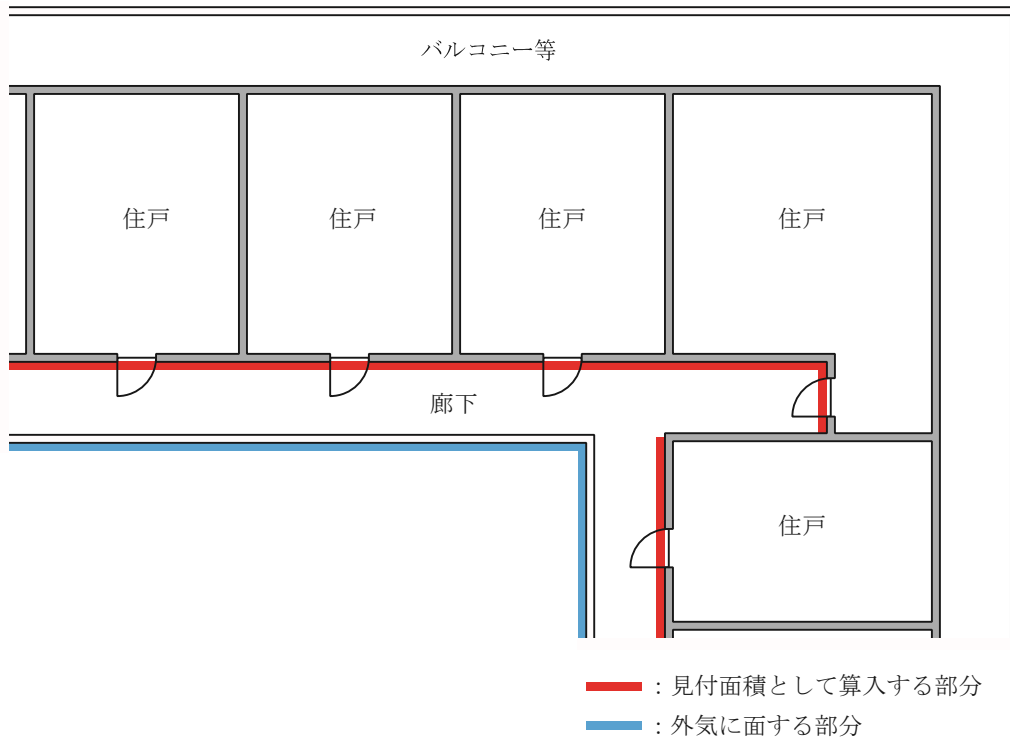 バルコニー等
住戸
住戸
住戸
住戸
廊下
住戸
：見付面積として算入する部分
：外気に面する部分